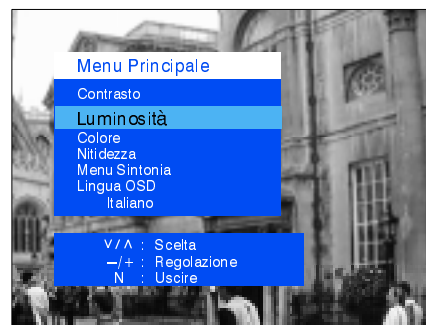 Menu Principale
Contrasto
Luminosità
Colore
Nitidezza
Menu Sintonia
Lingua OSD
Italiano
∨/∧ : Scelta
−/+ : Regolazione
N : Uscire